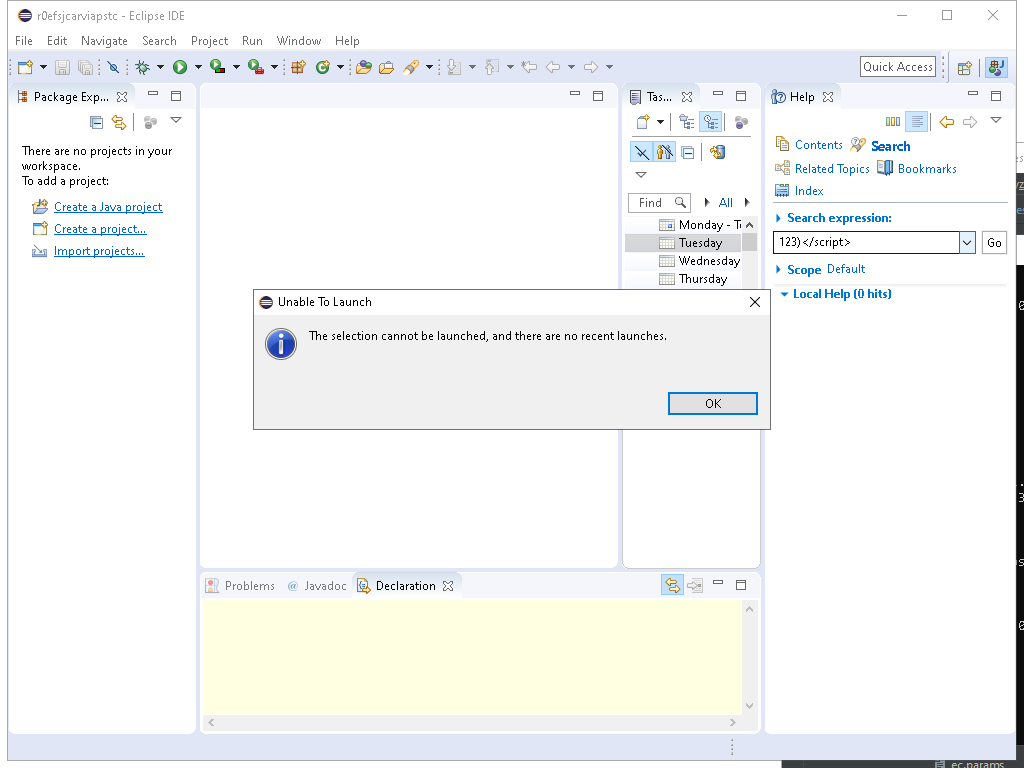 r0efsjcarviapstc - Eclipse IDE
File Edit Navigate Search Project Run Window Help
Quick Access
Package Exp...
There are no projects in your
workspace.
To add a project:
Create a Java project
Create a project...
Import projects...
Tas...
Find
All
Monday - T
Tuesday
Wednesday
Thursday
Help
Contents Search
Related Topics Bookmarks
Index
Search expression:
123)</script> Go
Scope Default
Local Help (0 hits)
Unable To Launch
The selection cannot be launched, and there are no recent launches.
OK
Problems @ Javadoc Declaration
ec.params